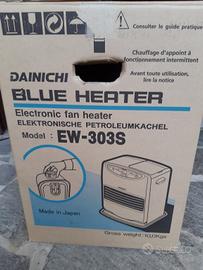 Consulter le guide pratique
Chauffage d'appoint à
fonctionnement intermittent
Avant toute utilisation,
lire la notice
DAINICHI
BLUE HEATER
Electronic fan heater
ELEKTRONISCHE PETROLEUMKACHEL
Model : EW-303S
Made in Japan
Gross weight: